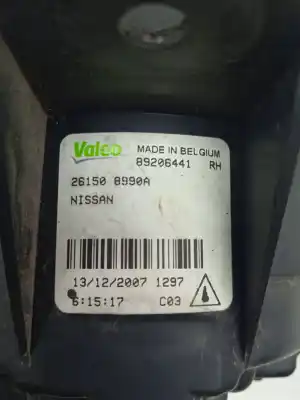 Valeo MADE IN BELGIUM
89206441 RH
26150 8990A
NISSAN
13/12/2007 1297
6:15:17 C03